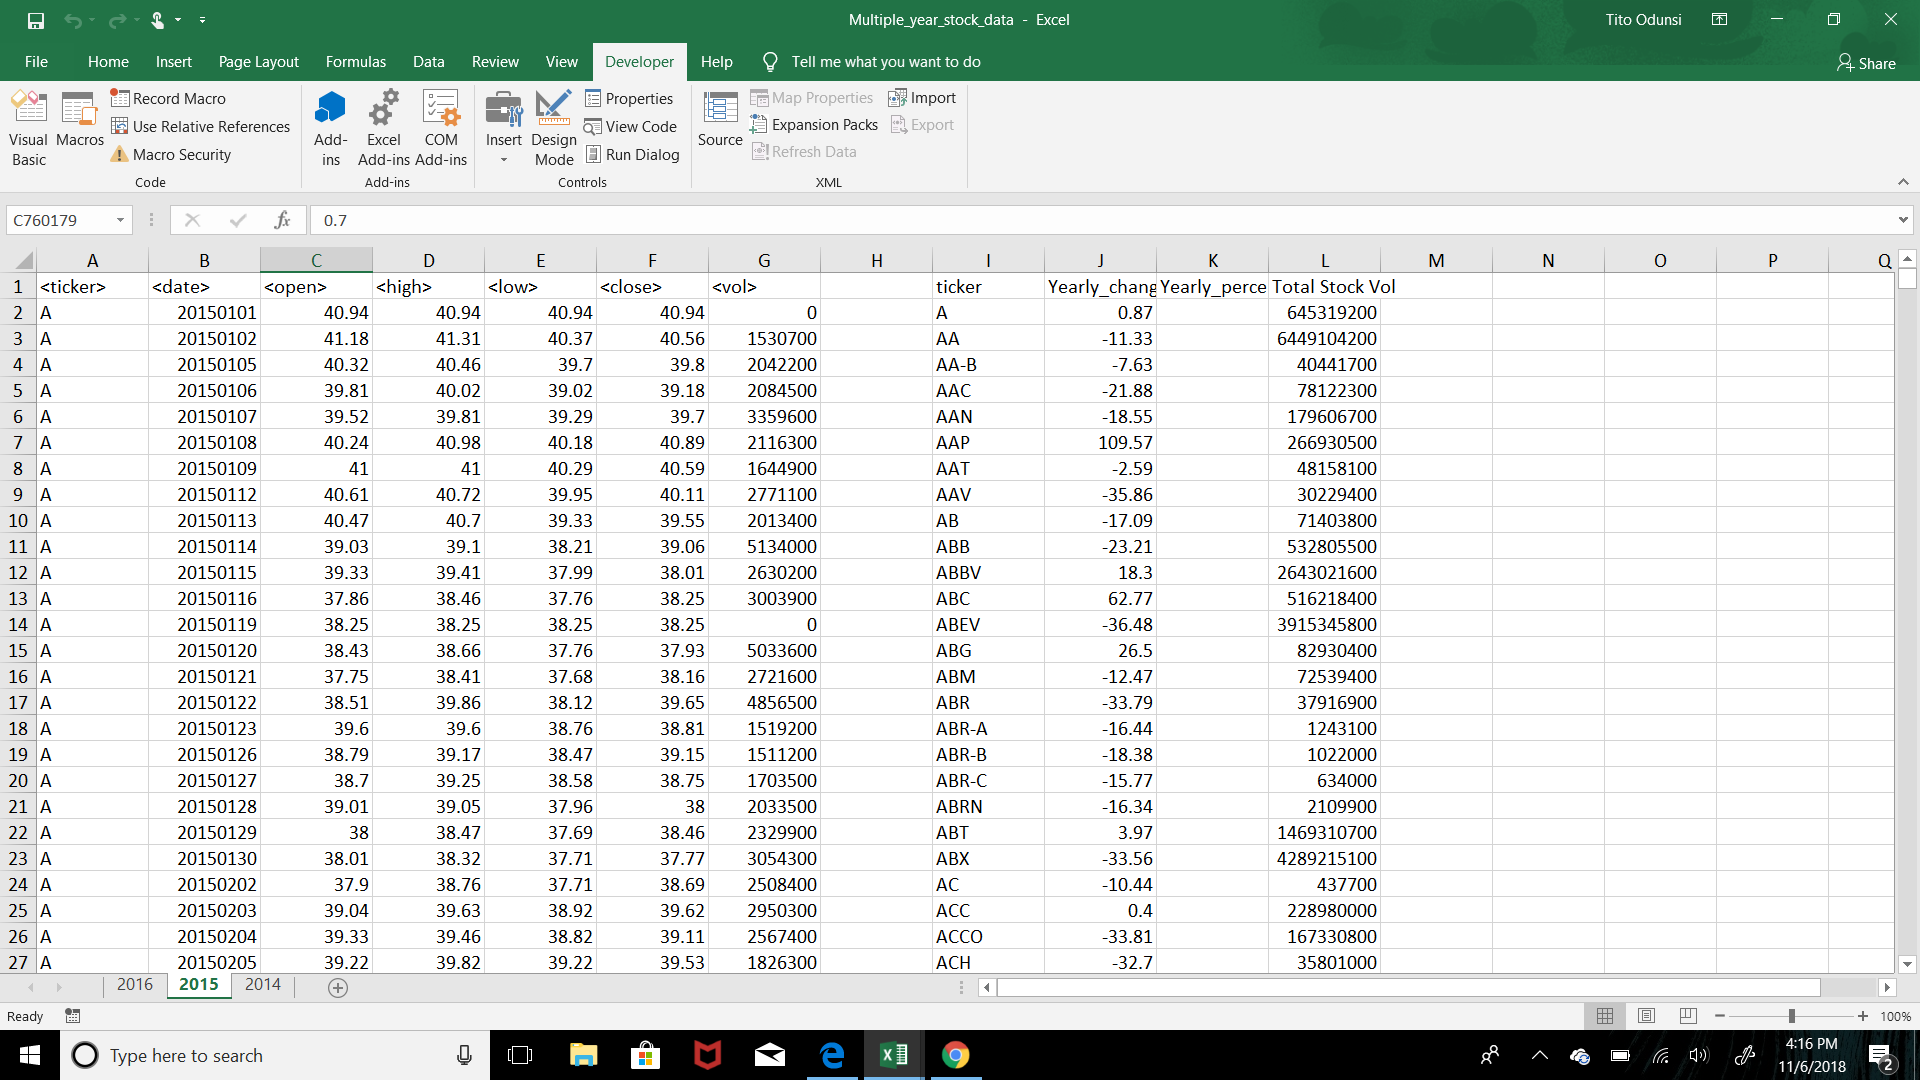 Multiple_year_stock_data - Excel
Tito Odunsi
File Home Insert Page Layout Formulas Data Review View Developer Help Tell me what you want to do
Share
Visual Basic
Macros
Record Macro
Use Relative References
Macro Security
Code
Add-ins
Excel Add-ins
COM Add-ins
Add-ins
Insert
Design Mode
Properties
View Code
Run Dialog
Controls
Source
Map Properties
Expansion Packs
Refresh Data
Import
Export
XML
C760179 fx 0.7
A B C D E F G H I J K L M N O P Q
1 <ticker> <date> <open> <high> <low> <close> <vol> ticker Yearly_chang Yearly_perce Total Stock Vol
2 A 20150101 40.94 40.94 40.94 40.94 0 A 0.87 645319200
3 A 20150102 41.18 41.31 40.37 40.56 1530700 AA -11.33 6449104200
4 A 20150105 40.32 40.46 39.7 39.8 2042200 AA-B -7.63 40441700
5 A 20150106 39.81 40.02 39.02 39.18 2084500 AAC -21.88 78122300
6 A 20150107 39.52 39.81 39.29 39.7 3359600 AAN -18.55 179606700
7 A 20150108 40.24 40.98 40.18 40.89 2116300 AAP 109.57 266930500
8 A 20150109 41 41 40.29 40.59 1644900 AAT -2.59 48158100
9 A 20150112 40.61 40.72 39.95 40.11 2771100 AAV -35.86 30229400
10 A 20150113 40.47 40.7 39.33 39.55 2013400 AB -17.09 71403800
11 A 20150114 39.03 39.1 38.21 39.06 5134000 ABB -23.21 532805500
12 A 20150115 39.33 39.41 37.99 38.01 2630200 ABBV 18.3 2643021600
13 A 20150116 37.86 38.46 37.76 38.25 3003900 ABC 62.77 516218400
14 A 20150119 38.25 38.25 38.25 38.25 0 ABEV -36.48 3915345800
15 A 20150120 38.43 38.66 37.76 37.93 5033600 ABG 26.5 82930400
16 A 20150121 37.75 38.41 37.68 38.16 2721600 ABM -12.47 72539400
17 A 20150122 38.51 39.86 38.12 39.65 4856500 ABR -33.79 37916900
18 A 20150123 39.6 39.6 38.76 38.81 1519200 ABR-A -16.44 1243100
19 A 20150126 38.79 39.17 38.47 39.15 1511200 ABR-B -18.38 1022000
20 A 20150127 38.7 39.25 38.58 38.75 1703500 ABR-C -15.77 634000
21 A 20150128 39.01 39.05 37.96 38 2033500 ABRN -16.34 2109900
22 A 20150129 38 38.47 37.69 38.46 2329900 ABT 3.97 1469310700
23 A 20150130 38.01 38.32 37.71 37.77 3054300 ABX -33.56 4289215100
24 A 20150202 37.9 38.76 37.71 38.69 2508400 AC -10.44 437700
25 A 20150203 39.04 39.63 38.92 39.62 2950300 ACC 0.4 228980000
26 A 20150204 39.33 39.46 38.82 39.11 2567400 ACCO -33.81 167330800
27 A 20150205 39.22 39.82 39.22 39.53 1826300 ACH -32.7 35801000
2016 2015 2014
Ready
100%
Type here to search
4:16 PM
11/6/2018
2